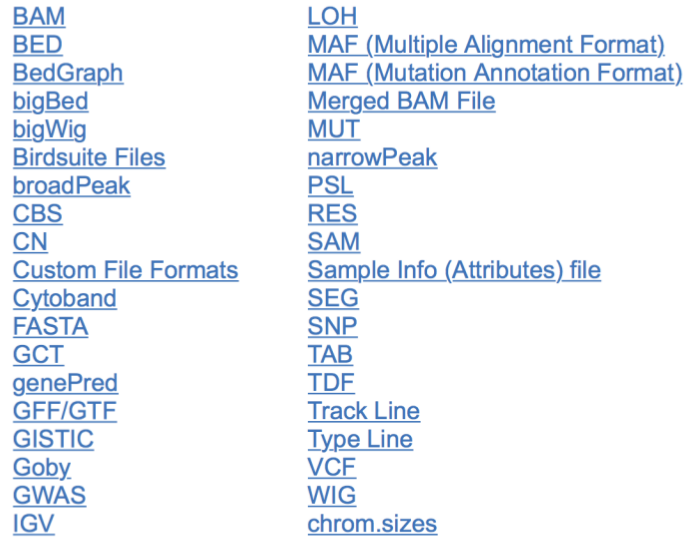 BAM
BED
BedGraph
bigBed
bigWig
Birdsuite Files
broadPeak
CBS
CN
Custom File Formats
Cytoband
FASTA
GCT
genePred
GFF/GTF
GISTIC
Goby
GWAS
IGV
LOH
MAF (Multiple Alignment Format)
MAF (Mutation Annotation Format)
Merged BAM File
MUT
narrowPeak
PSL
RES
SAM
Sample Info (Attributes) file
SEG
SNP
TAB
TDF
Track Line
Type Line
VCF
WIG
chrom.sizes